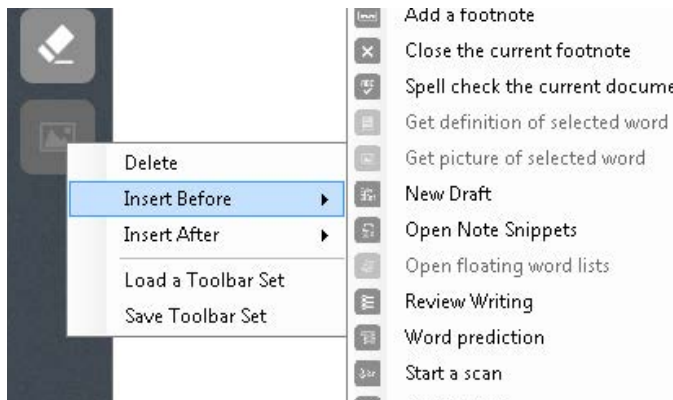 Delete
Insert Before
Insert After
Load a Toolbar Set
Save Toolbar Set
Add a footnote
Close the current footnote
Spell check the current docume
Get definition of selected word
Get picture of selected word
New Draft
Open Note Snippets
Open floating word lists
Review Writing
Word prediction
Start a scan